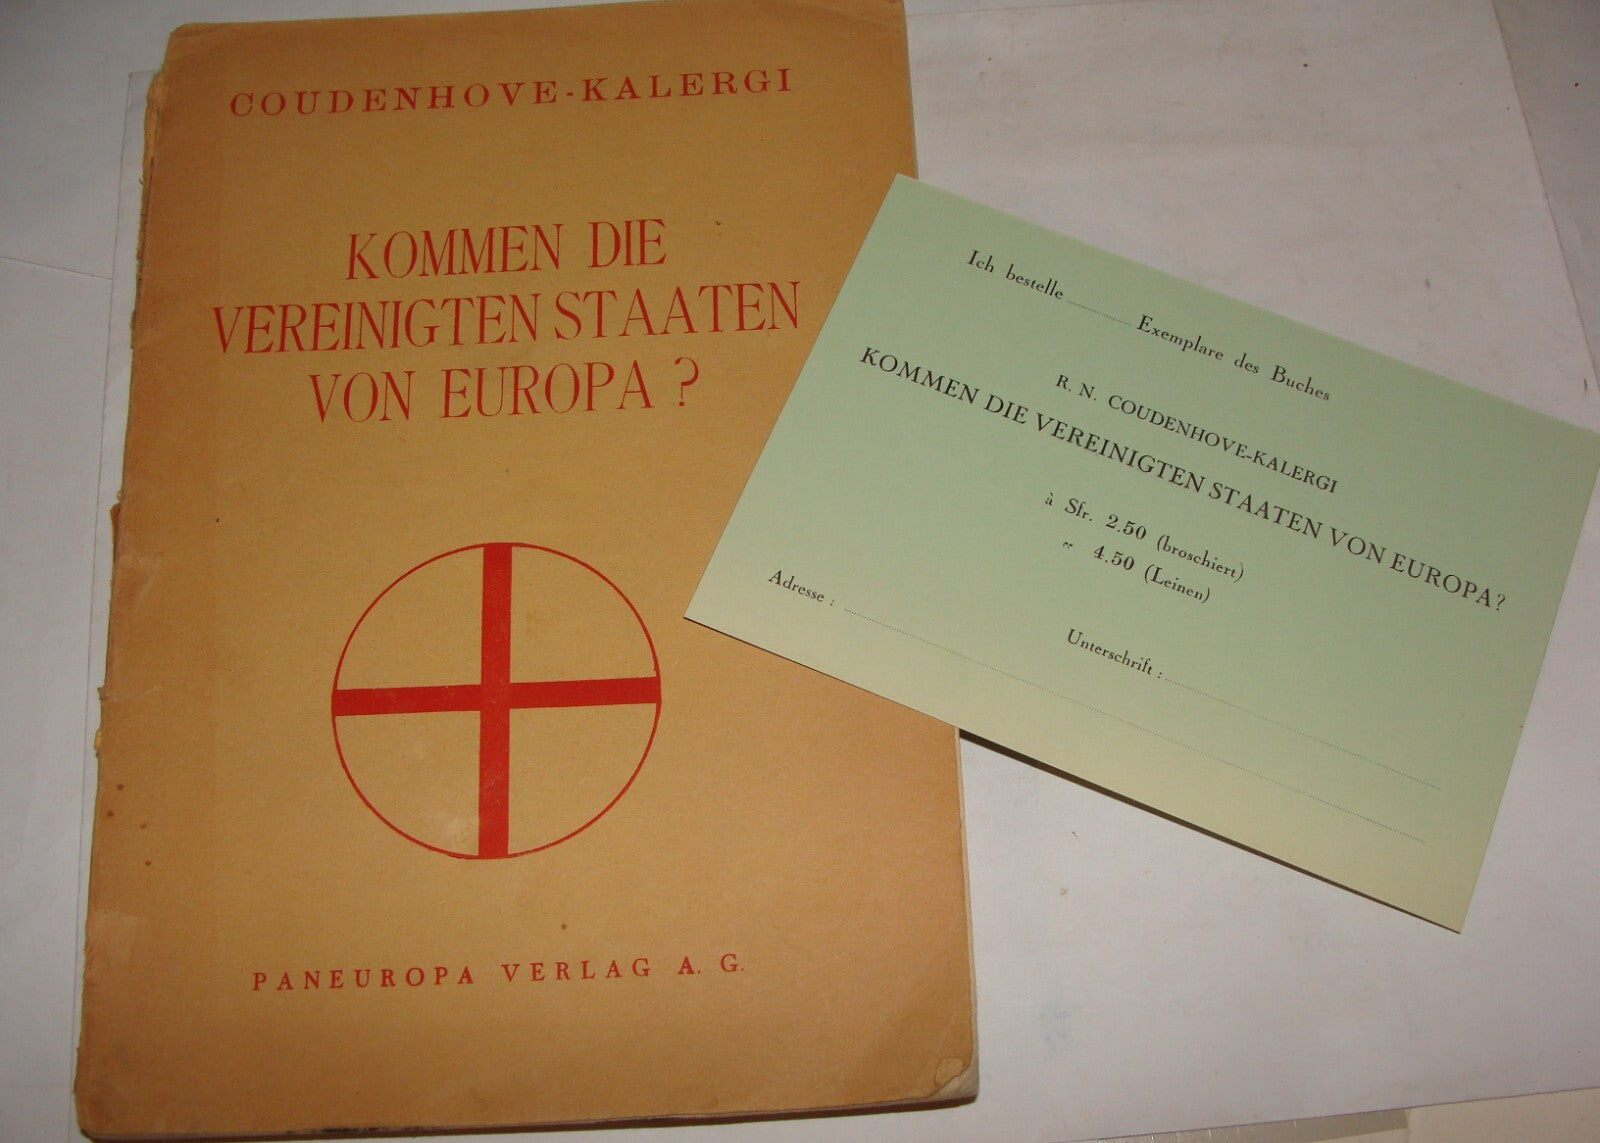 COUDENHOVE-KALERGI
KOMMEN DIE
VEREINIGTEN STAATEN
VON EUROPA ?
PANEUROPA VERLAG A. G.
Ich bestelle ........ Exemplare des Buches
R. N. COUDENHOVE-KALERGI
KOMMEN DIE VEREINIGTEN STAATEN VON EUROPA?
à Sfr. 2.50 (broschiert)
„ 4.50 (Leinen)
Unterschrift :
Adresse :